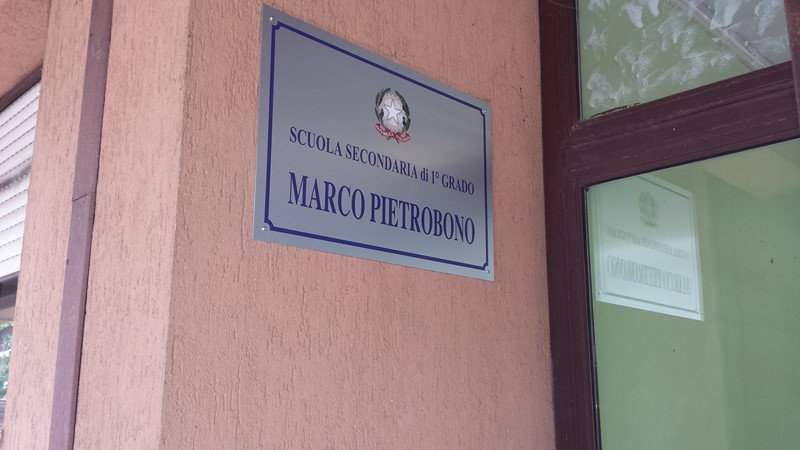 SCUOLA SECONDARIA di 1° GRADO
MARCO PIETROBONO